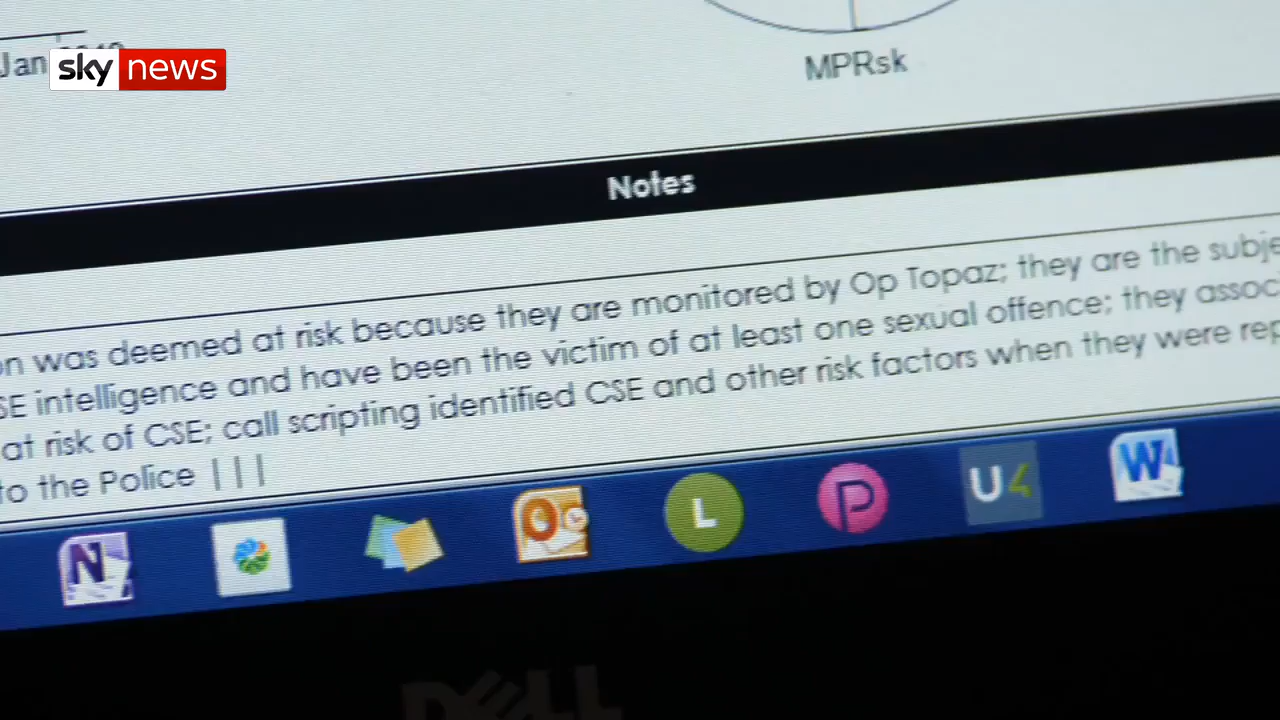 Jan
sky news
MPRsk
Notes
on was deemed at risk because they are monitored by Op Topaz; they are the subje
SE intelligence and have been the victim of at least one sexual offence; they assoc
at risk of CSE; call scripting identified CSE and other risk factors when they were rep
to the Police | | |
N
O
L
P
U4
W
DELL